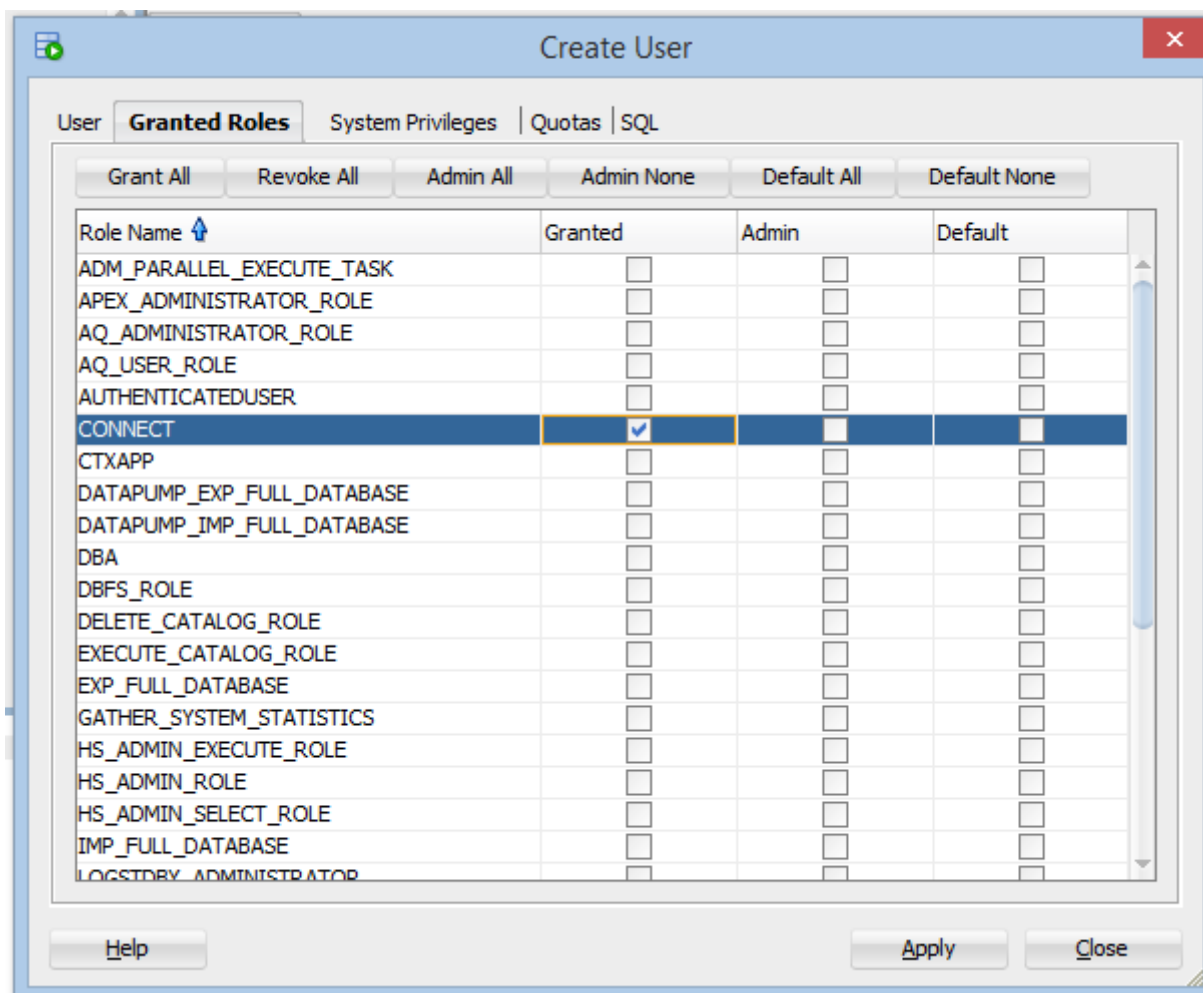 Create User
User Granted Roles System Privileges Quotas SQL
Grant All Revoke All Admin All Admin None Default All Default None
Role Name Granted Admin Default
ADM_PARALLEL_EXECUTE_TASK
APEX_ADMINISTRATOR_ROLE
AQ_ADMINISTRATOR_ROLE
AQ_USER_ROLE
AUTHENTICATEDUSER
CONNECT
CTXAPP
DATAPUMP_EXP_FULL_DATABASE
DATAPUMP_IMP_FULL_DATABASE
DBA
DBFS_ROLE
DELETE_CATALOG_ROLE
EXECUTE_CATALOG_ROLE
EXP_FULL_DATABASE
GATHER_SYSTEM_STATISTICS
HS_ADMIN_EXECUTE_ROLE
HS_ADMIN_ROLE
HS_ADMIN_SELECT_ROLE
IMP_FULL_DATABASE
LOGSTDBY_ADMINISTRATOR
Help Apply Close